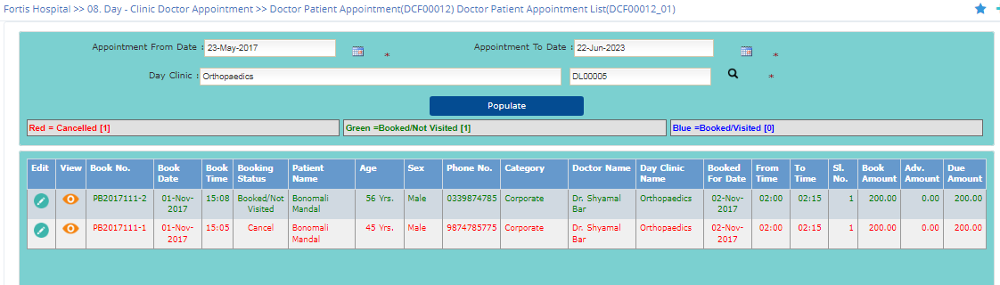 Fortis Hospital >> 08. Day - Clinic Doctor Appointment >> Doctor Patient Appointment(DCF00012) Doctor Patient Appointment List(DCF00012_01)
Appointment From Date : 23-May-2017 * Appointment To Date : 22-Jun-2023 *
Day Clinic : Orthopaedics DL00005 *
Populate
Red = Cancelled [1] Green =Booked/Not Visited [1] Blue =Booked/Visited [0]
Edit View Book No. Book Date Book Time Booking Status Patient Name Age Sex Phone No. Category Doctor Name Day Clinic Name Booked For Date From Time To Time Sl. No. Book Amount Adv. Amount Due Amount
PB2017111-2 01-Nov-2017 15:08 Booked/Not Visited Bonomali Mandal 56 Yrs. Male 0339874785 Corporate Dr. Shyamal Bar Orthopaedics 02-Nov-2017 02:00 02:15 1 200.00 0.00 200.00
PB2017111-1 01-Nov-2017 15:05 Cancel Bonomali Mandal 45 Yrs. Male 9874785775 Corporate Dr. Shyamal Bar Orthopaedics 02-Nov-2017 02:00 02:15 1 200.00 0.00 200.00